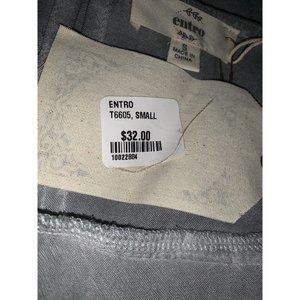 entro
S
MADE IN
CHINA
ENTRO
T6605, SMALL
$32.00
10022884